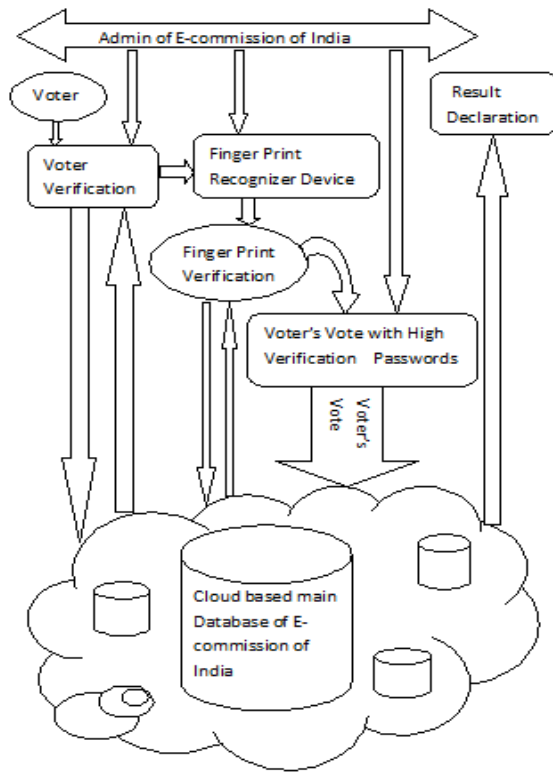 Admin of E-commission of India
Voter
Result
Declaration
Voter
Verification
Finger Print
Recognizer Device
Finger Print
Verification
Voter's Vote with High
Verification Passwords
Voter's
Vote
Cloud based main
Database of E-
commission of
India